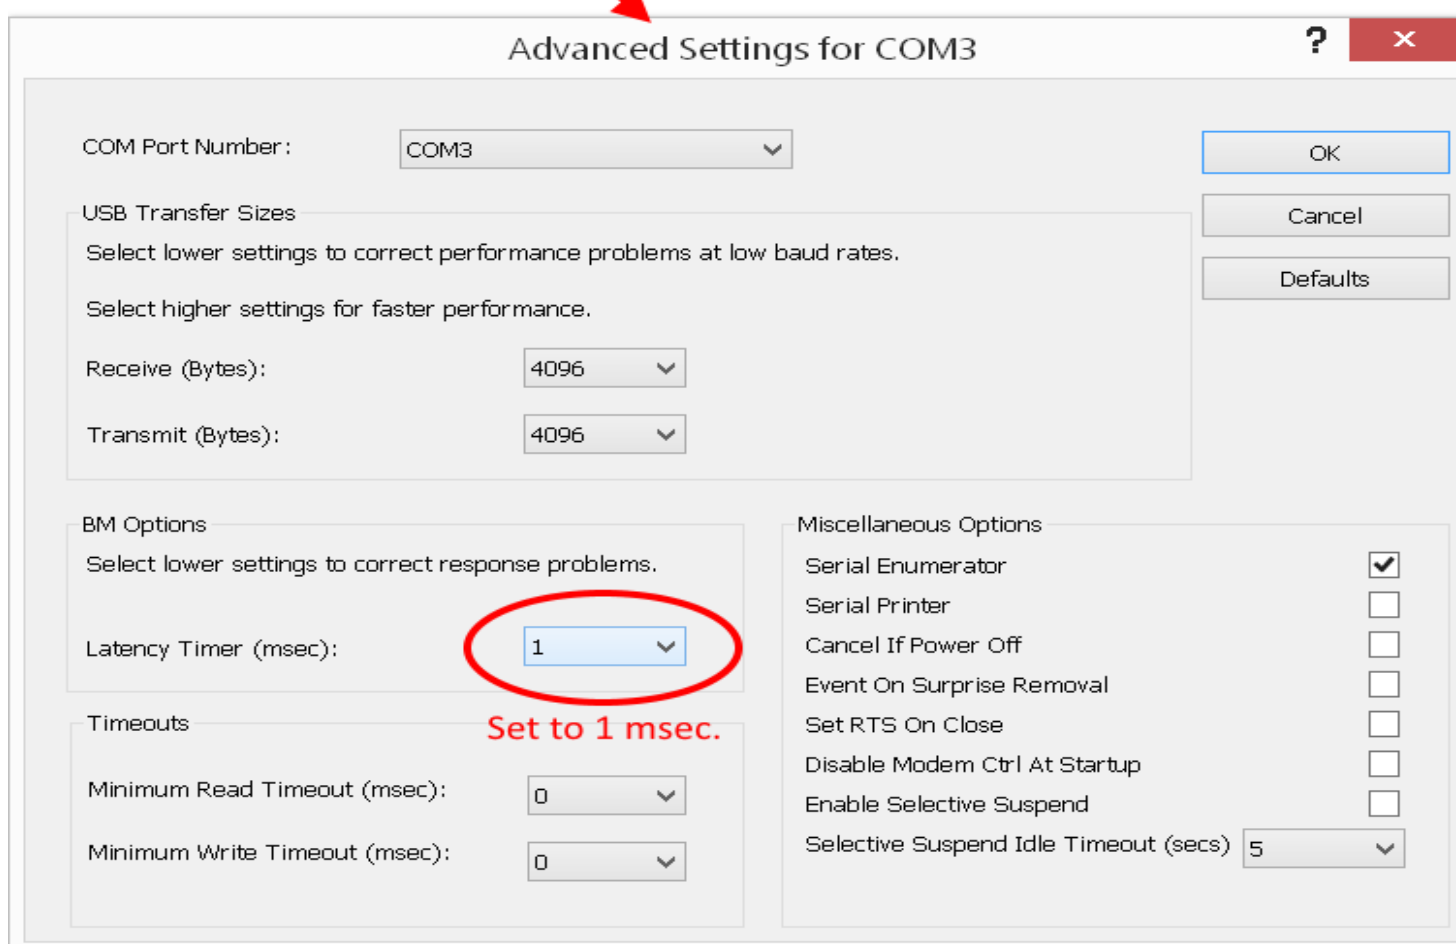 Advanced Settings for COM3
?
COM Port Number:
COM3
OK
USB Transfer Sizes
Cancel
Select lower settings to correct performance problems at low baud rates.
Defaults
Select higher settings for faster performance.
Receive (Bytes):
4096
Transmit (Bytes):
4096
BM Options
Select lower settings to correct response problems.
Latency Timer (msec):
1
Set to 1 msec.
Timeouts
Minimum Read Timeout (msec):
0
Minimum Write Timeout (msec):
0
Miscellaneous Options
Serial Enumerator
Serial Printer
Cancel If Power Off
Event On Surprise Removal
Set RTS On Close
Disable Modem Ctrl At Startup
Enable Selective Suspend
Selective Suspend Idle Timeout (secs)
5